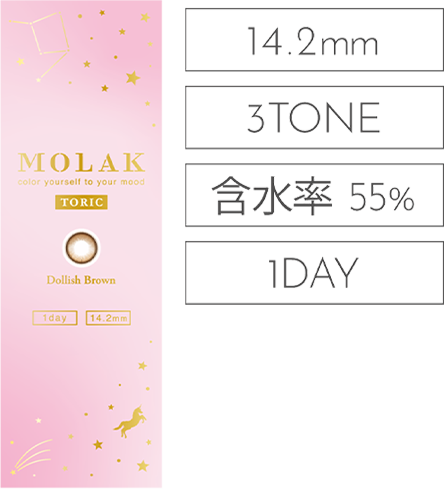 MOLAK
color yourself to your mood
TORIC
Dollish Brown
1day 14.2mm
14.2mm
3TONE
含水率 55%
1DAY